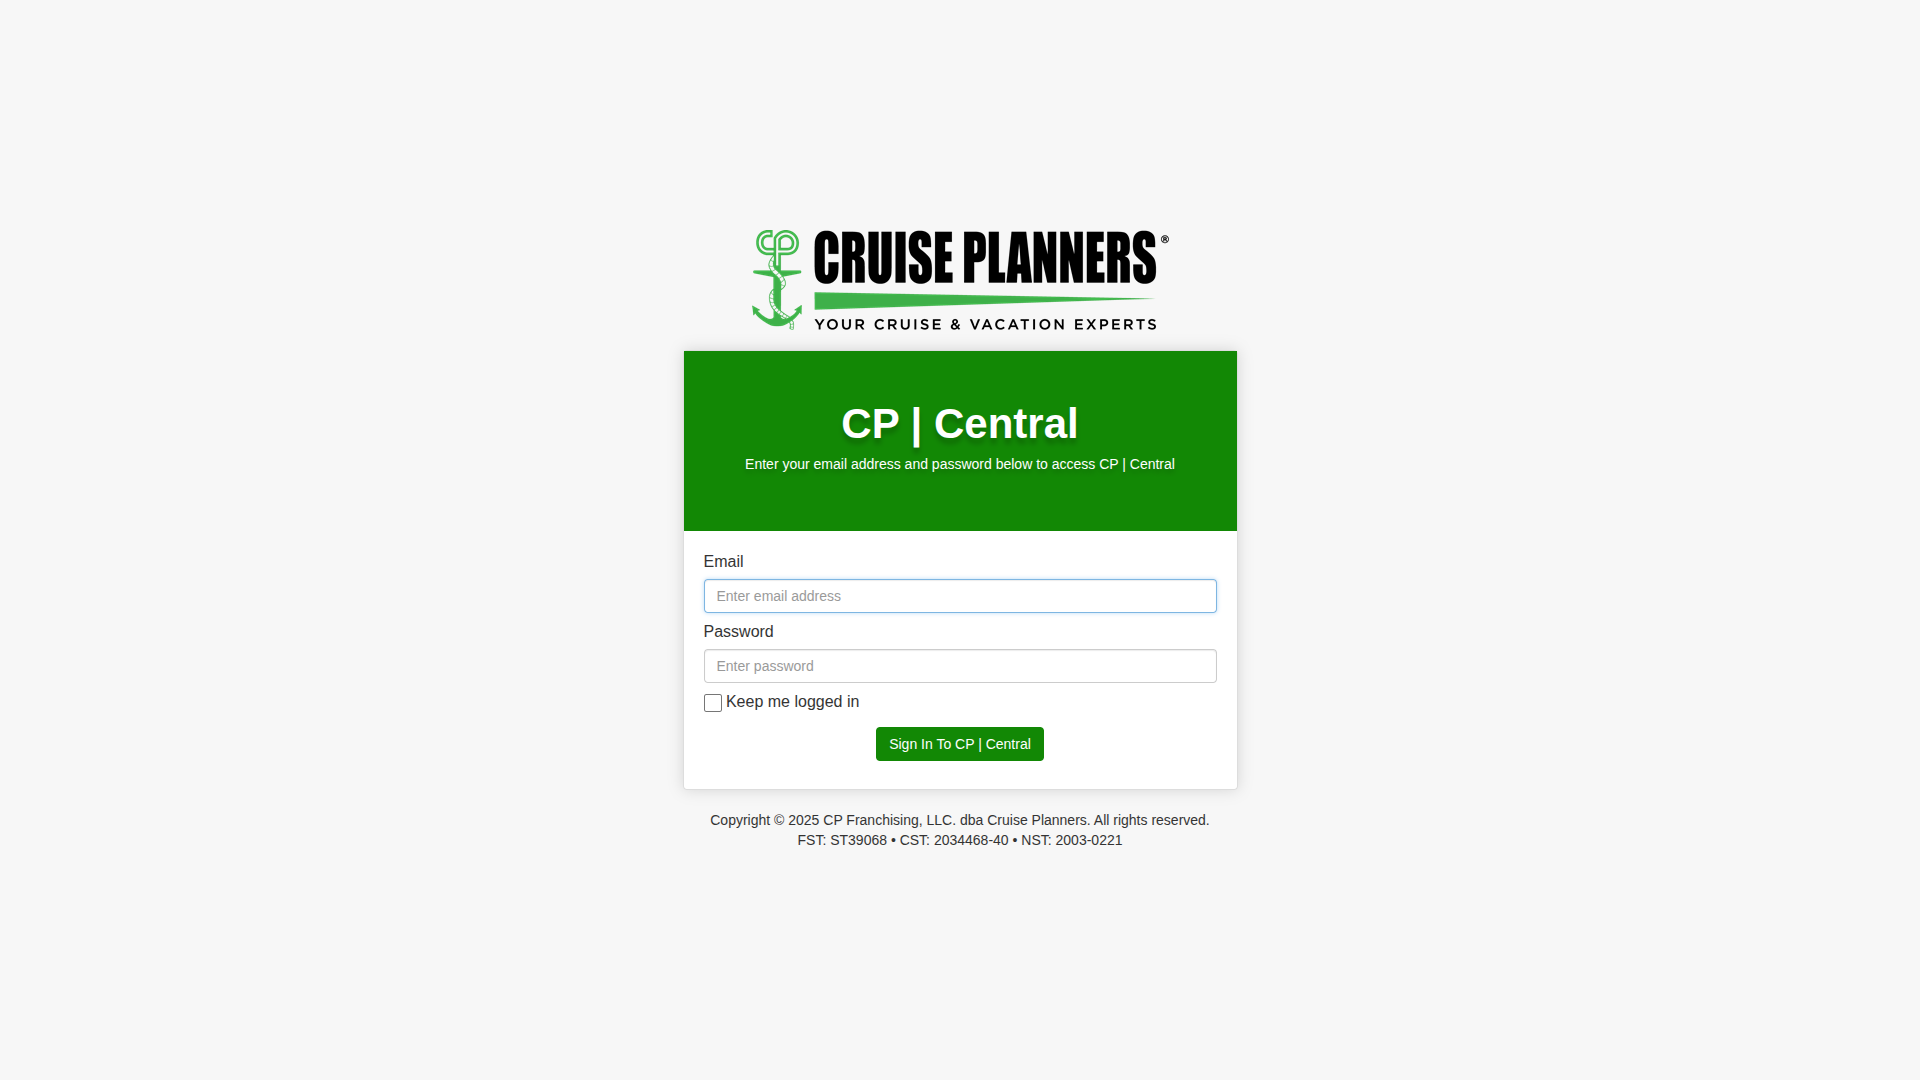 CRUISE PLANNERS®
YOUR CRUISE & VACATION EXPERTS
CP | Central
Enter your email address and password below to access CP | Central
Email
Enter email address
Password
Enter password
Keep me logged in
Sign In To CP | Central
Copyright © 2025 CP Franchising, LLC. dba Cruise Planners. All rights reserved.
FST: ST39068 • CST: 2034468-40 • NST: 2003-0221